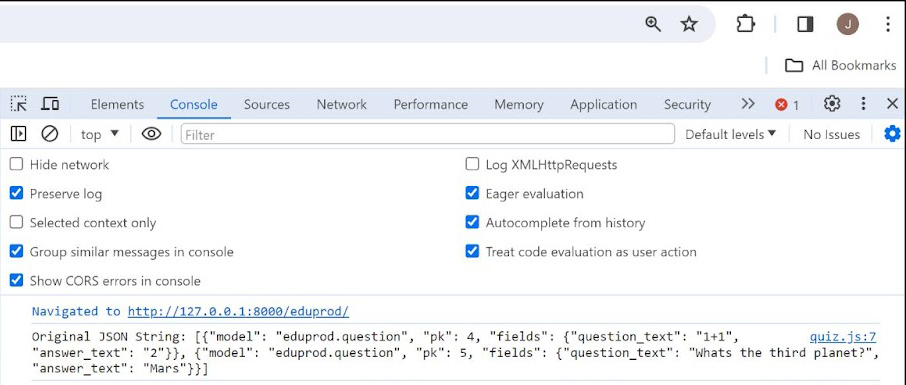 J
All Bookmarks
Elements Console Sources Network Performance Memory Application Security 1
top Filter Default levels No Issues
Hide network Log XMLHttpRequests
Preserve log Eager evaluation
Selected context only Autocomplete from history
Group similar messages in console Treat code evaluation as user action
Show CORS errors in console
Navigated to http://127.0.0.1:8000/eduprod/
Original JSON String: [{"model": "eduprod.question", "pk": 4, "fields": {"question_text": "1+1", quiz.js:7
"answer_text": "2"}}, {"model": "eduprod.question", "pk": 5, "fields": {"question_text": "Whats the third planet?",
"answer_text": "Mars"}}]